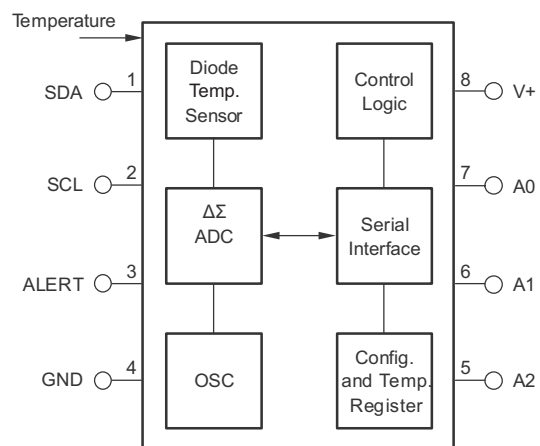 Temperature
SDA
1
Diode
Temp.
Sensor
Control
Logic
8
V+
SCL
2
ΔΣ
ADC
Serial
Interface
7
A0
ALERT
3
6
A1
GND
4
OSC
Config.
and Temp.
Register
5
A2